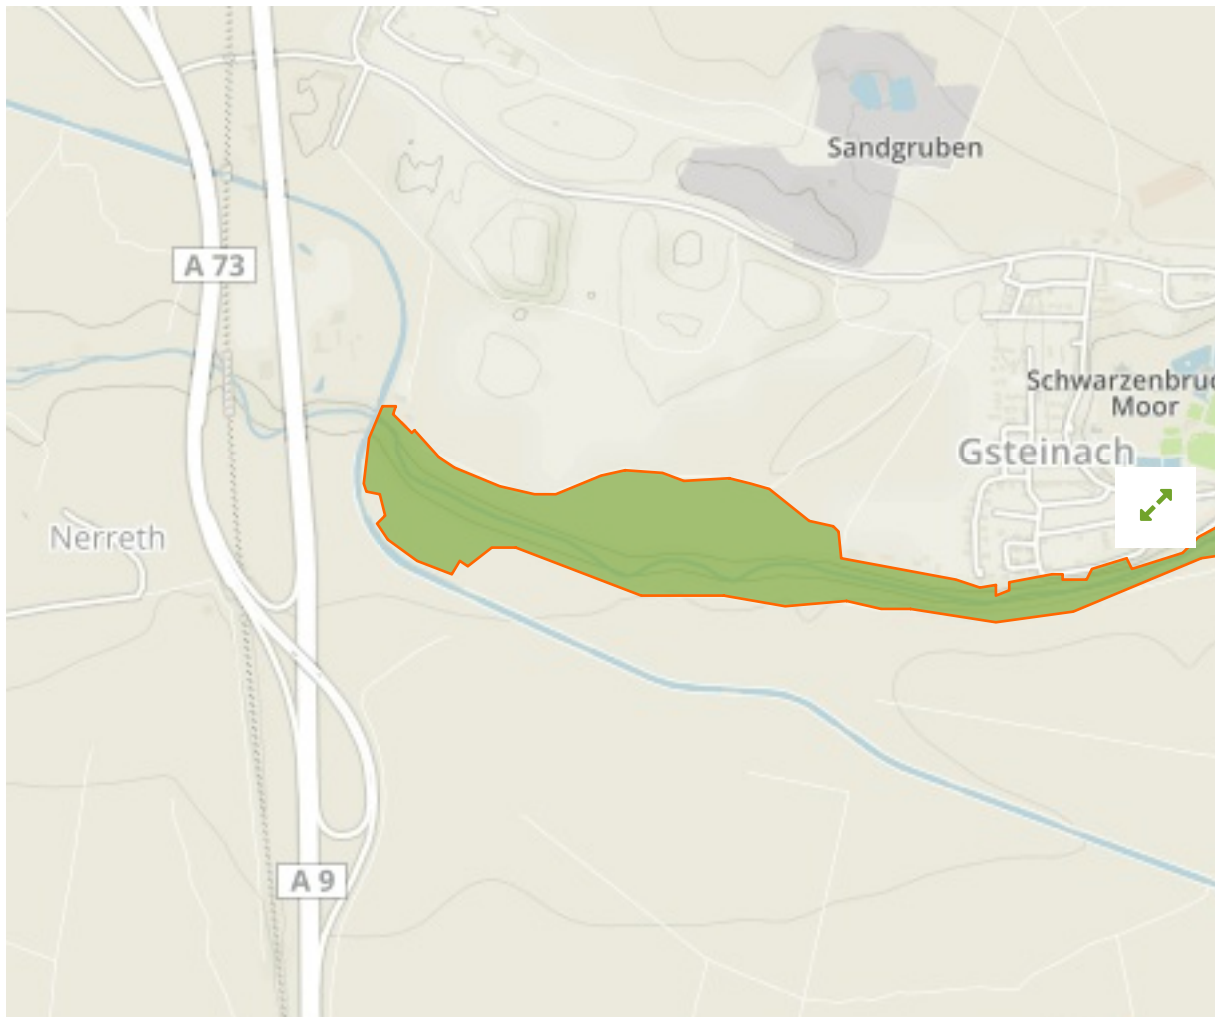 Sandgruben
A 73
Schwarzenbruc
Moor
Gsteinach
Nerreth
A 9